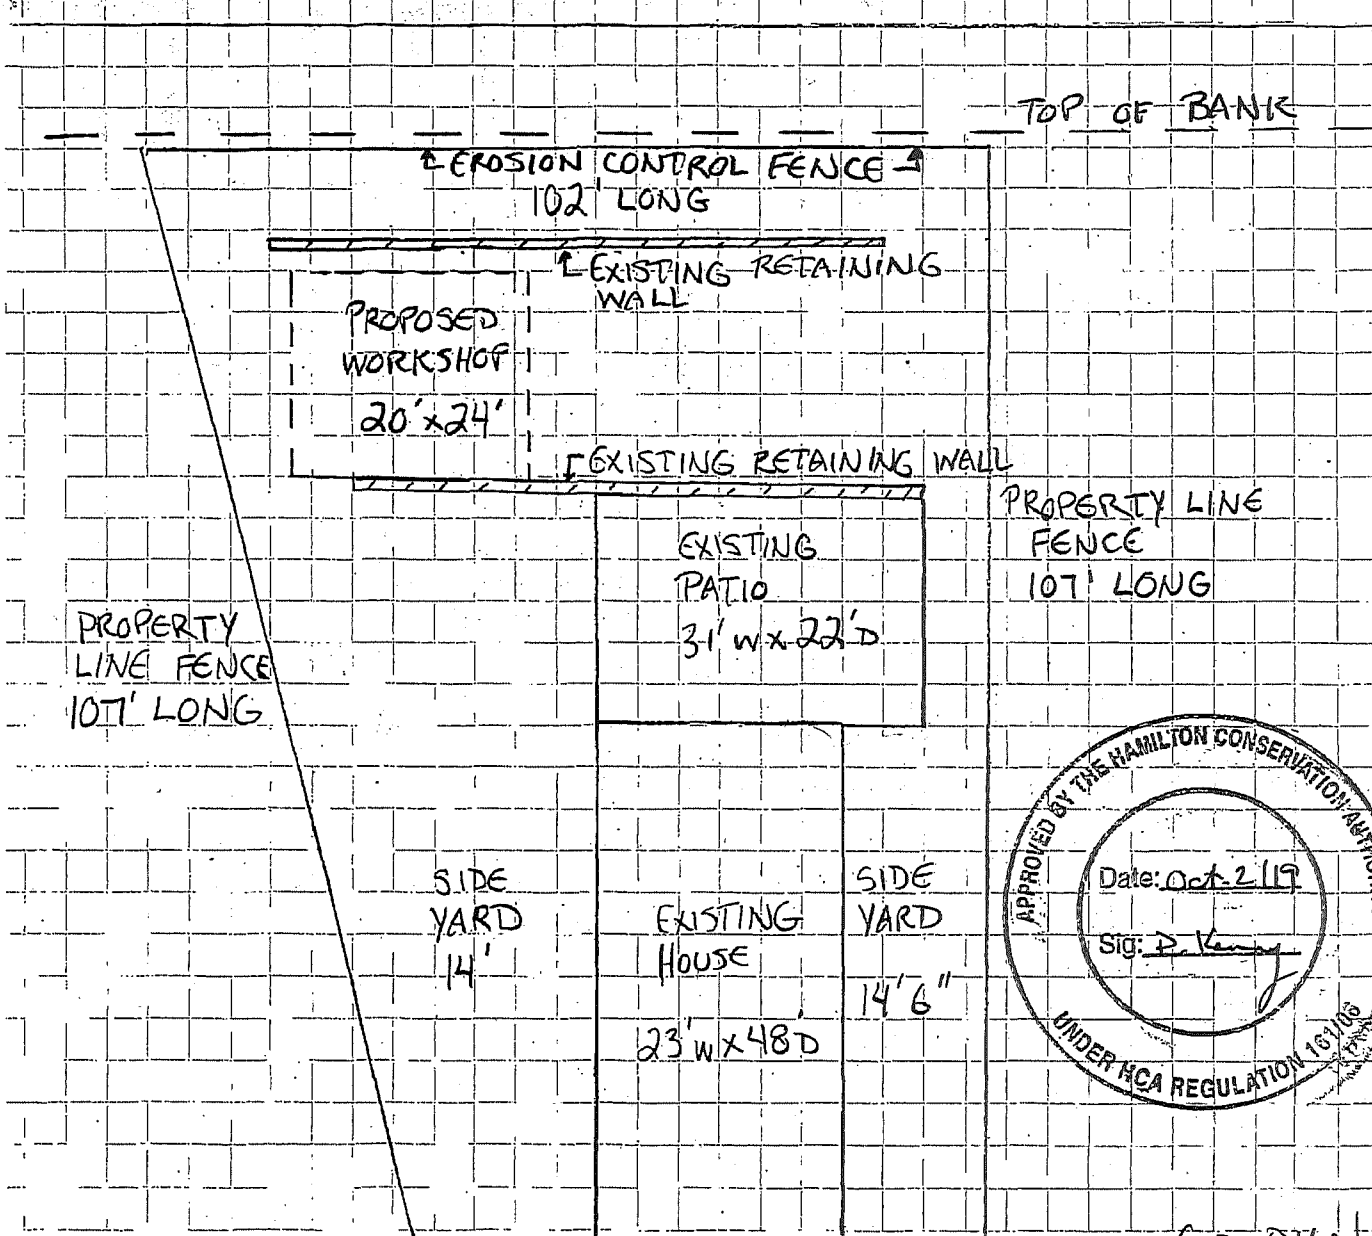 TOP OF BANK
EROSION CONTROL FENCE
102' LONG
EXISTING RETAINING
WALL
PROPOSED
WORKSHOP
20'x24'
EXISTING RETAINING WALL
PROPERTY LINE
FENCE
107' LONG
EXISTING
PATIO
31'W x 22'D
PROPERTY
LINE FENCE
107' LONG
SIDE
YARD
14'
EXISTING
HOUSE
23'W x 48'D
SIDE
YARD
14'6"
APPROVED BY THE HAMILTON CONSERVATION
Date: Oct. 2/19
Sig:
UNDER HCA REGULATION 161/06